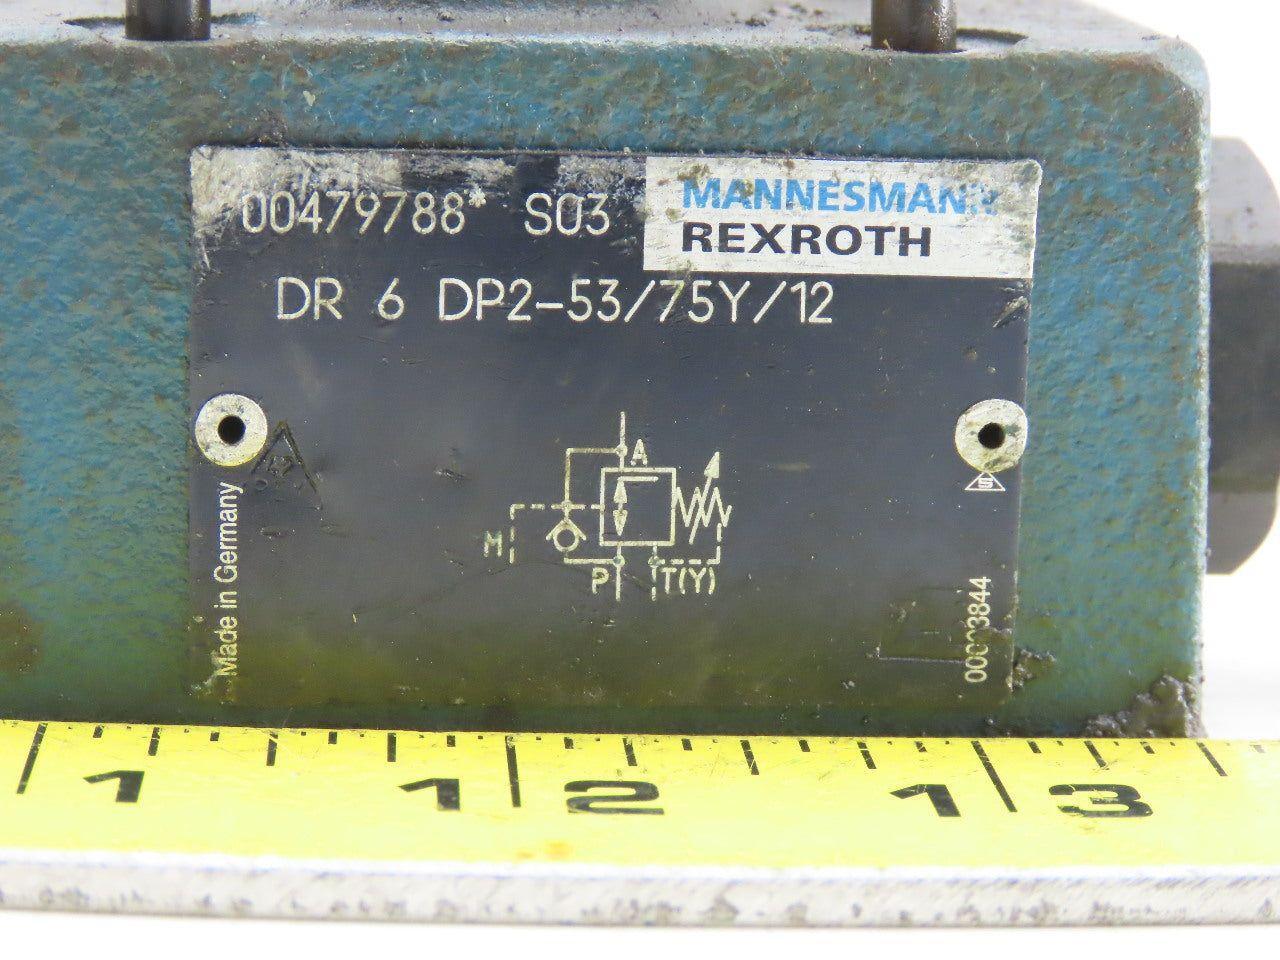 00479788* S03
MANNESMANN
REXROTH
DR 6 DP2-53/75Y/12
A
M
P
T(Y)
Made in Germany
S
1 1 2 1 3